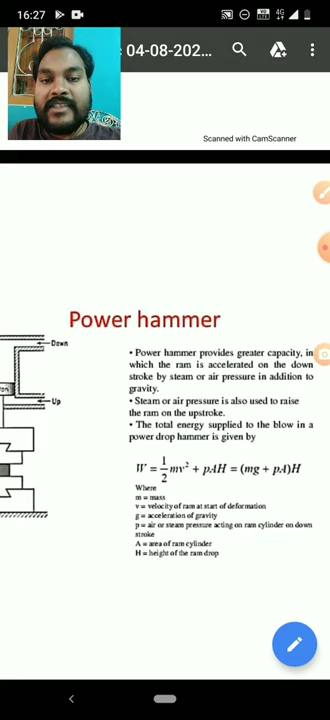 16:27
VO
LTE
4G
04-08-202...
Scanned with CamScanner
Power hammer
Down
Up
• Power hammer provides greater capacity, in
which the ram is accelerated on the down
stroke by steam or air pressure in addition to
gravity.
• Steam or air pressure is also used to raise
the ram on the upstroke.
• The total energy supplied to the blow in a
power drop hammer is given by
W = 1/2 mv² + pAH = (mg + pA)H
Where
m = mass
v = velocity of ram at start of deformation
g = acceleration of gravity
p = air or steam pressure acting on ram cylinder on down
stroke
A = area of ram cylinder
H = height of the ram drop